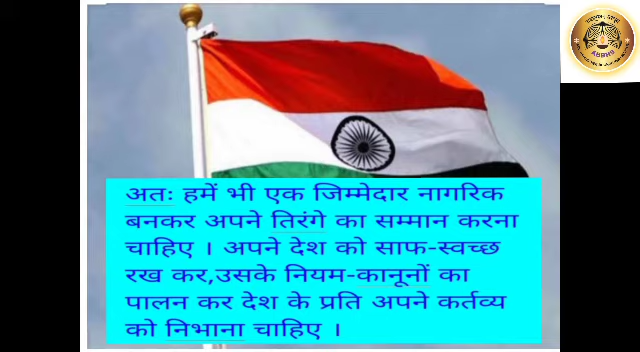 अतः हमें भी एक जिम्मेदार नागरिक
बनकर अपने तिरंगे का सम्मान करना
चाहिए । अपने देश को साफ-स्वच्छ
रख कर,उसके नियम-कानूनों का
पालन कर देश के प्रति अपने कर्तव्य
को निभाना चाहिए ।